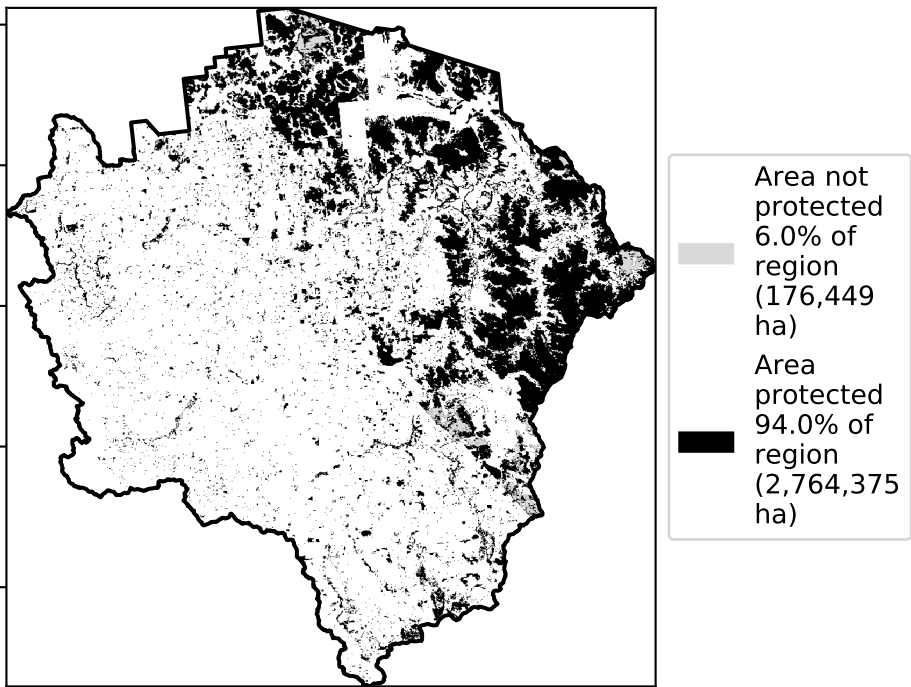 Area not
protected
6.0% of
region
(176,449
ha)
Area
protected
94.0% of
region
(2,764,375
ha)